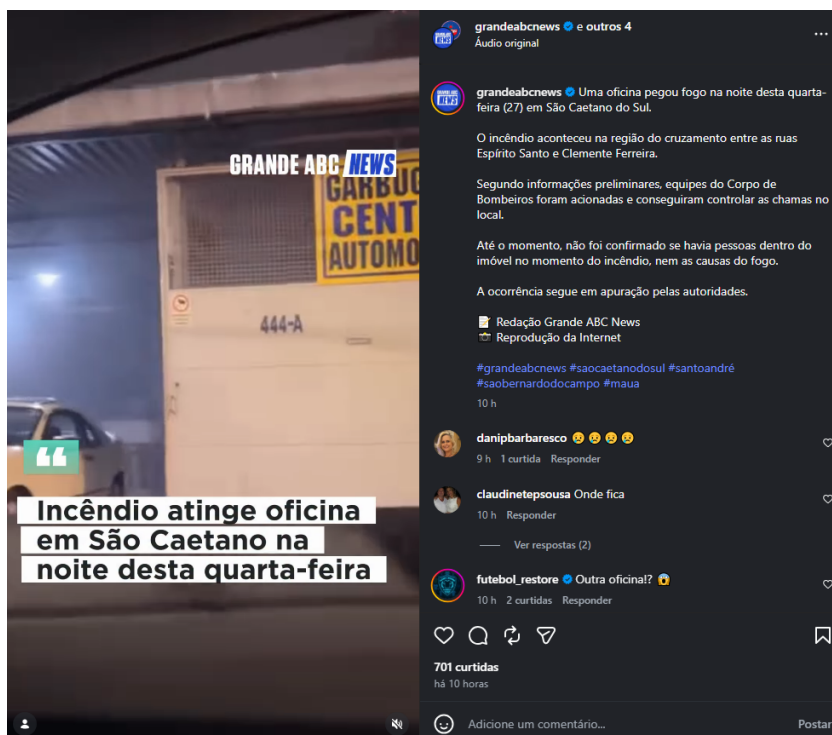 GRANDE ABC NEWS
GARBUO
CENT
AUTOMO
444-A
Incêndio atinge oficina
em São Caetano na
noite desta quarta-feira
grandeabcnews e outros 4
Áudio original
grandeabcnews Uma oficina pegou fogo na noite desta quarta-
feira (27) em São Caetano do Sul.
O incêndio aconteceu na região do cruzamento entre as ruas
Espírito Santo e Clemente Ferreira.
Segundo informações preliminares, equipes do Corpo de
Bombeiros foram acionadas e conseguiram controlar as chamas no
local.
Até o momento, não foi confirmado se havia pessoas dentro do
imóvel no momento do incêndio, nem as causas do fogo.
A ocorrência segue em apuração pelas autoridades.
📝 Redação Grande ABC News
📷 Reprodução da Internet
#grandeabcnews #saocaetanodosul #santoandré
#saobernardodocampo #maua
10 h
danipbarbaresco 😢 😢 😢 😢
9 h 1 curtida Responder
claudinetepsousa Onde fica
10 h Responder
Ver respostas (2)
futebol_restore Outra oficina!? 😱
10 h 2 curtidas Responder
701 curtidas
há 10 horas
Adicione um comentário...
Postar